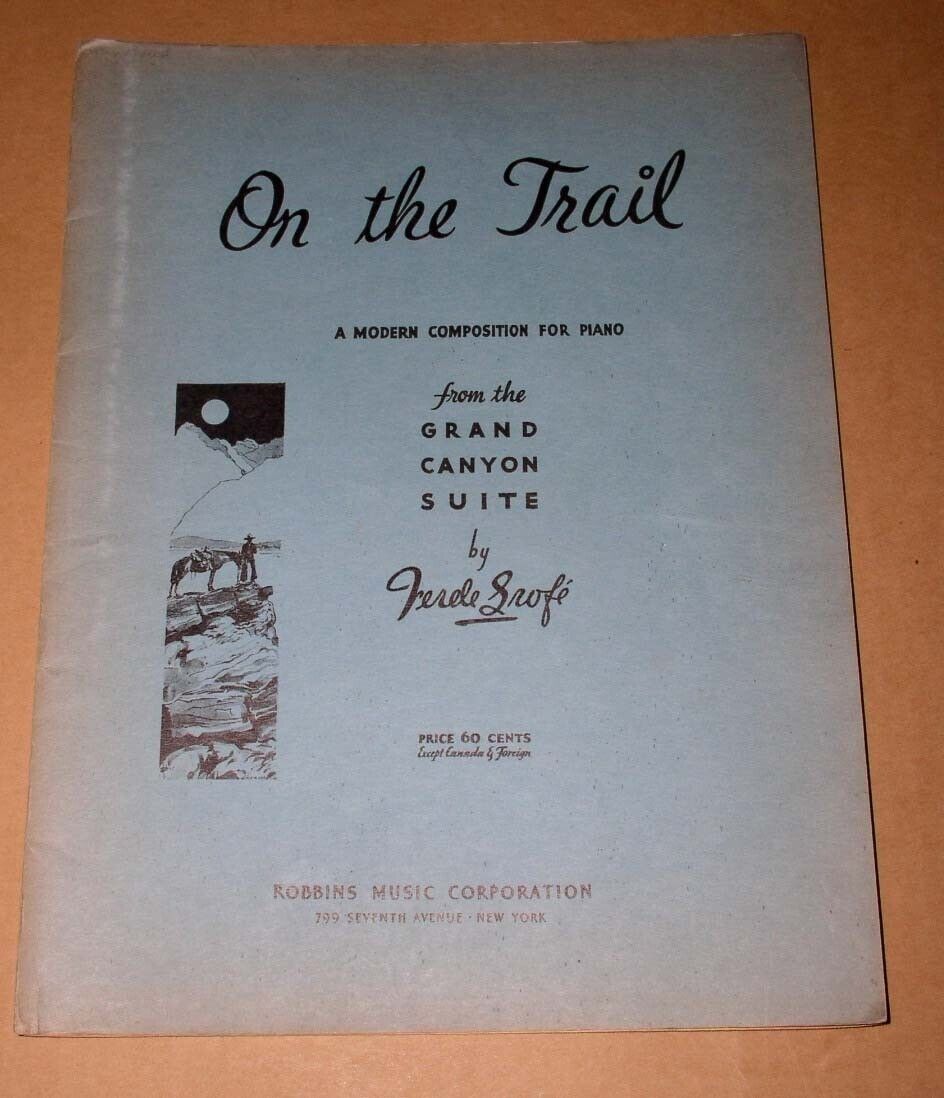 On the Trail
A MODERN COMPOSITION FOR PIANO
from the
GRAND
CANYON
SUITE
by
Ferde Grofé
PRICE 60 CENTS
Except Canada & Foreign
ROBBINS MUSIC CORPORATION
799 SEVENTH AVENUE · NEW YORK